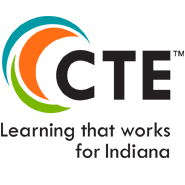 CTE™
Learning that works
for Indiana